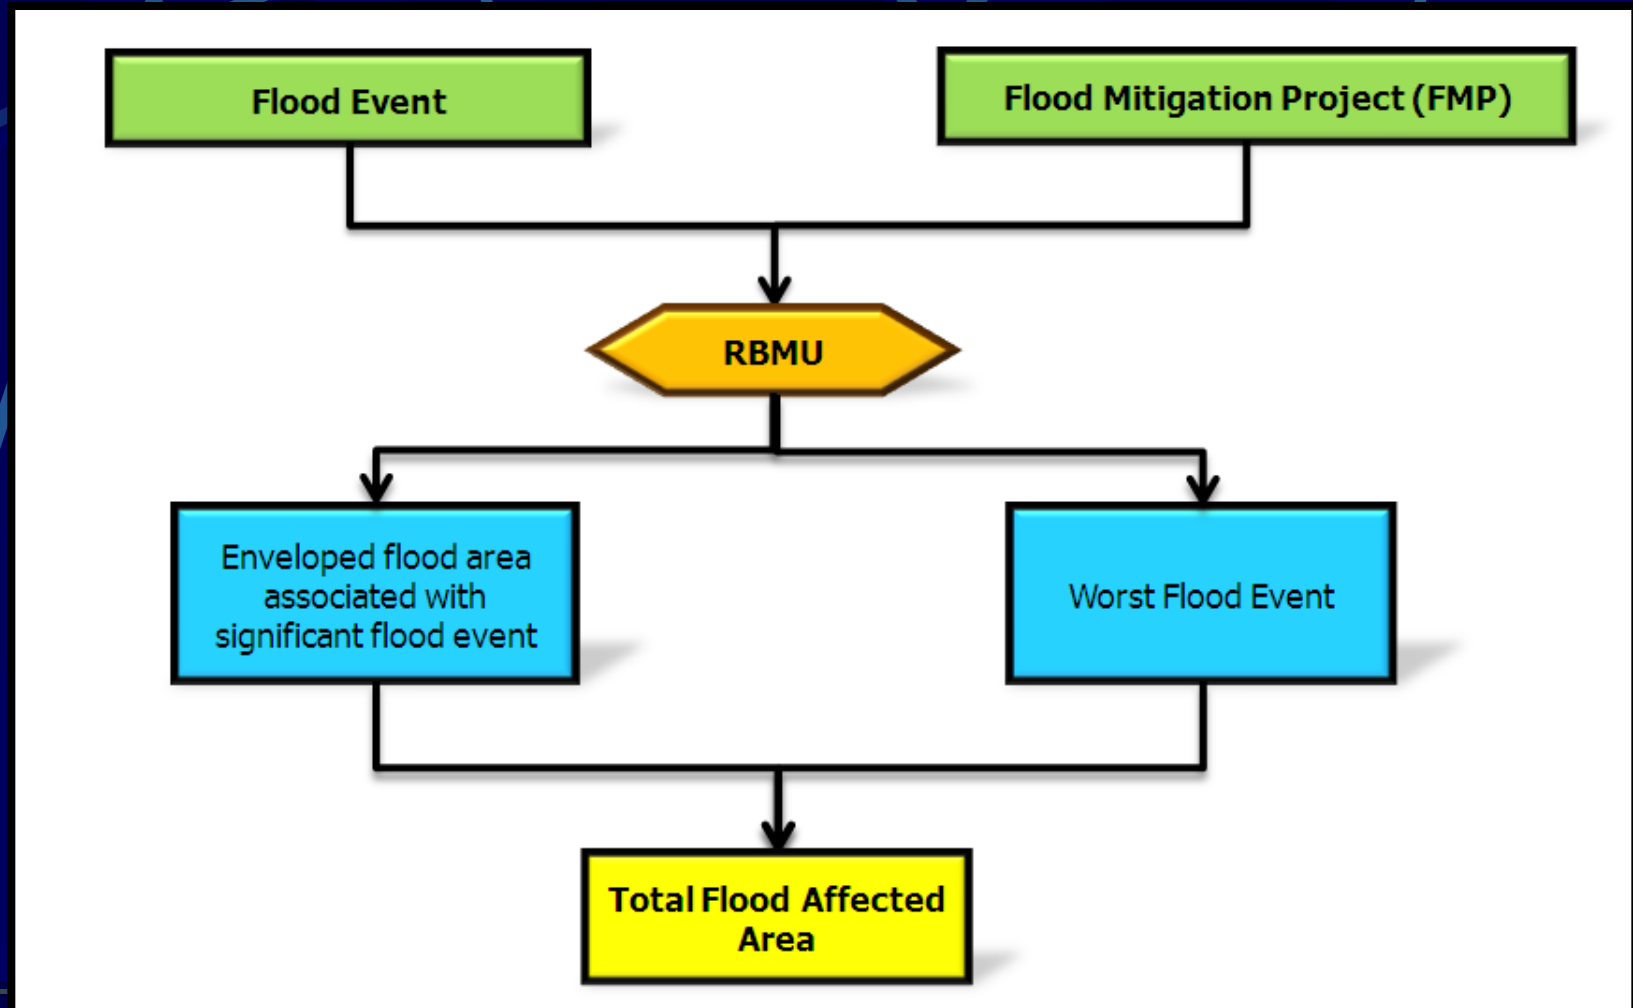 Flood Event
Flood Mitigation Project (FMP)
RBMU
Enveloped flood area
associated with
significant flood event
Worst Flood Event
Total Flood Affected
Area